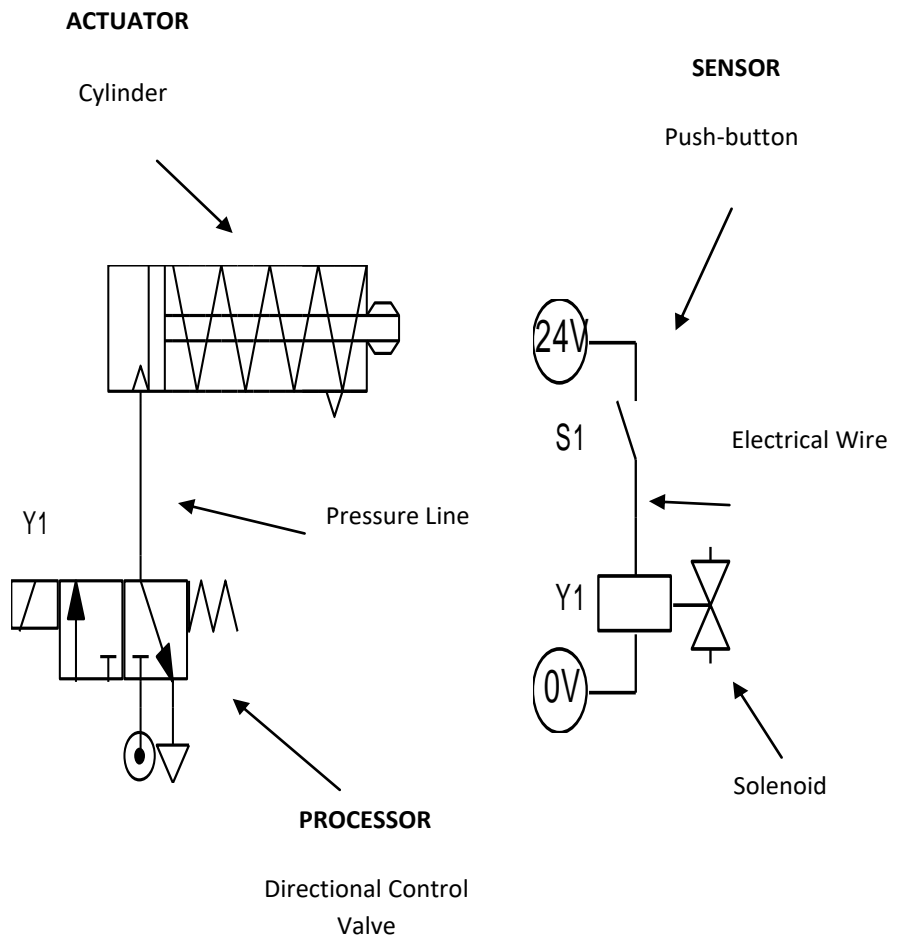 ACTUATOR
Cylinder
SENSOR
Push-button
24V
S1
Electrical Wire
Pressure Line
Y1
Y1
0V
Solenoid
PROCESSOR
Directional Control
Valve